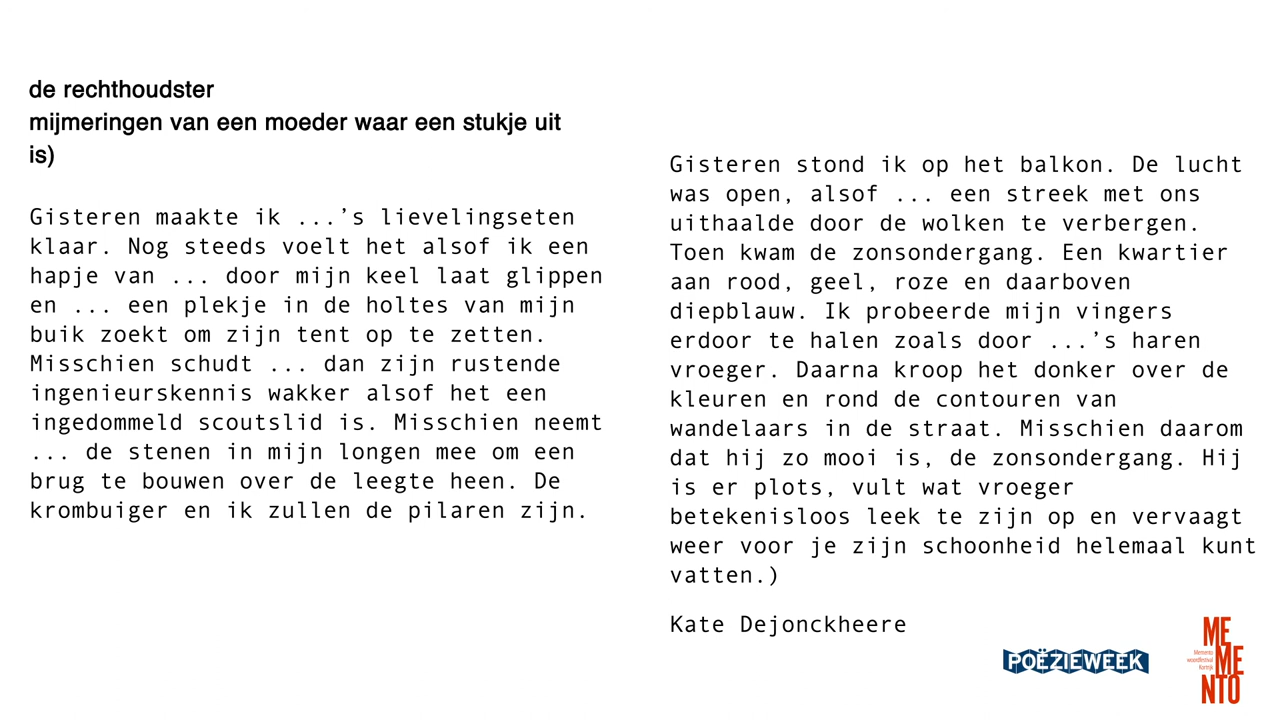 de rechthoudster
mijmeringen van een moeder waar een stukje uit
is)
Gisteren maakte ik ...’s lievelingseten
klaar. Nog steeds voelt het alsof ik een
hapje van ... door mijn keel laat glippen
en ... een plekje in de holtes van mijn
buik zoekt om zijn tent op te zetten.
Misschien schudt ... dan zijn rustende
ingenieurskennis wakker alsof het een
ingedommeld scoutslid is. Misschien neemt
... de stenen in mijn longen mee om een
brug te bouwen over de leegte heen. De
krombuiger en ik zullen de pilaren zijn.
Gisteren stond ik op het balkon. De lucht
was open, alsof ... een streek met ons
uithaalde door de wolken te verbergen.
Toen kwam de zonsondergang. Een kwartier
aan rood, geel, roze en daarboven
diepblauw. Ik probeerde mijn vingers
erdoor te halen zoals door ...’s haren
vroeger. Daarna kroop het donker over de
kleuren en rond de contouren van
wandelaars in de straat. Misschien daarom
dat hij zo mooi is, de zonsondergang. Hij
is er plots, vult wat vroeger
betekenisloos leek te zijn op en vervaagt
weer voor je zijn schoonheid helemaal kunt
vatten.)
Kate Dejonckheere
POËZIEWEEK
ME
ME
NTO
Memento
woordfestival
Kortrijk